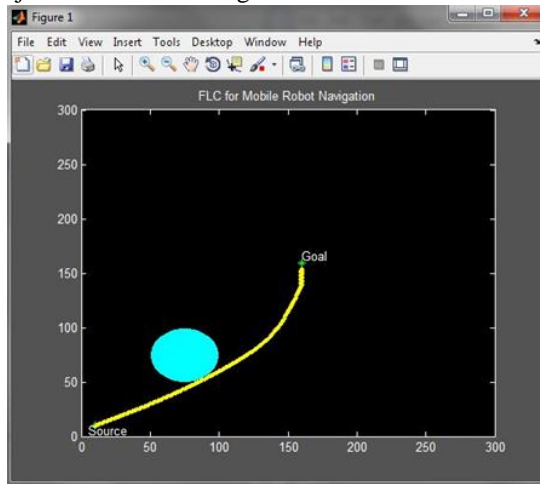 Figure 1
File Edit View Insert Tools Desktop Window Help
FLC for Mobile Robot Navigation
300
250
200
150
100
50
0
Goal
Source
50 100 150 200 250 300